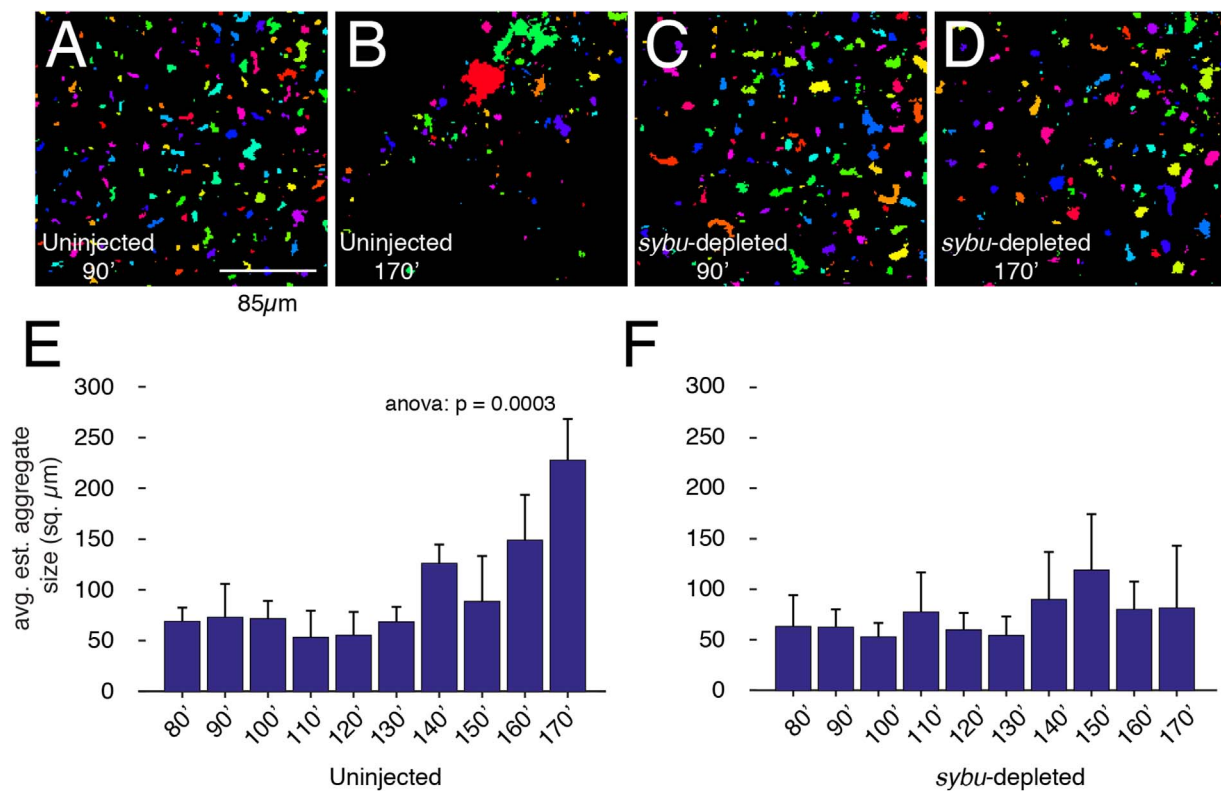 A
Uninjected
90’
85µm
B
Uninjected
170’
C
sybu-depleted
90’
D
sybu-depleted
170’
E
avg. est. aggregate
size (sq. µm)
300
250
200
150
100
50
0
anova: p = 0.0003
80’ 90’ 100’ 110’ 120’ 130’ 140’ 150’ 160’ 170’
Uninjected
F
300
250
200
150
100
50
0
80’ 90’ 100’ 110’ 120’ 130’ 140’ 150’ 160’ 170’
sybu-depleted